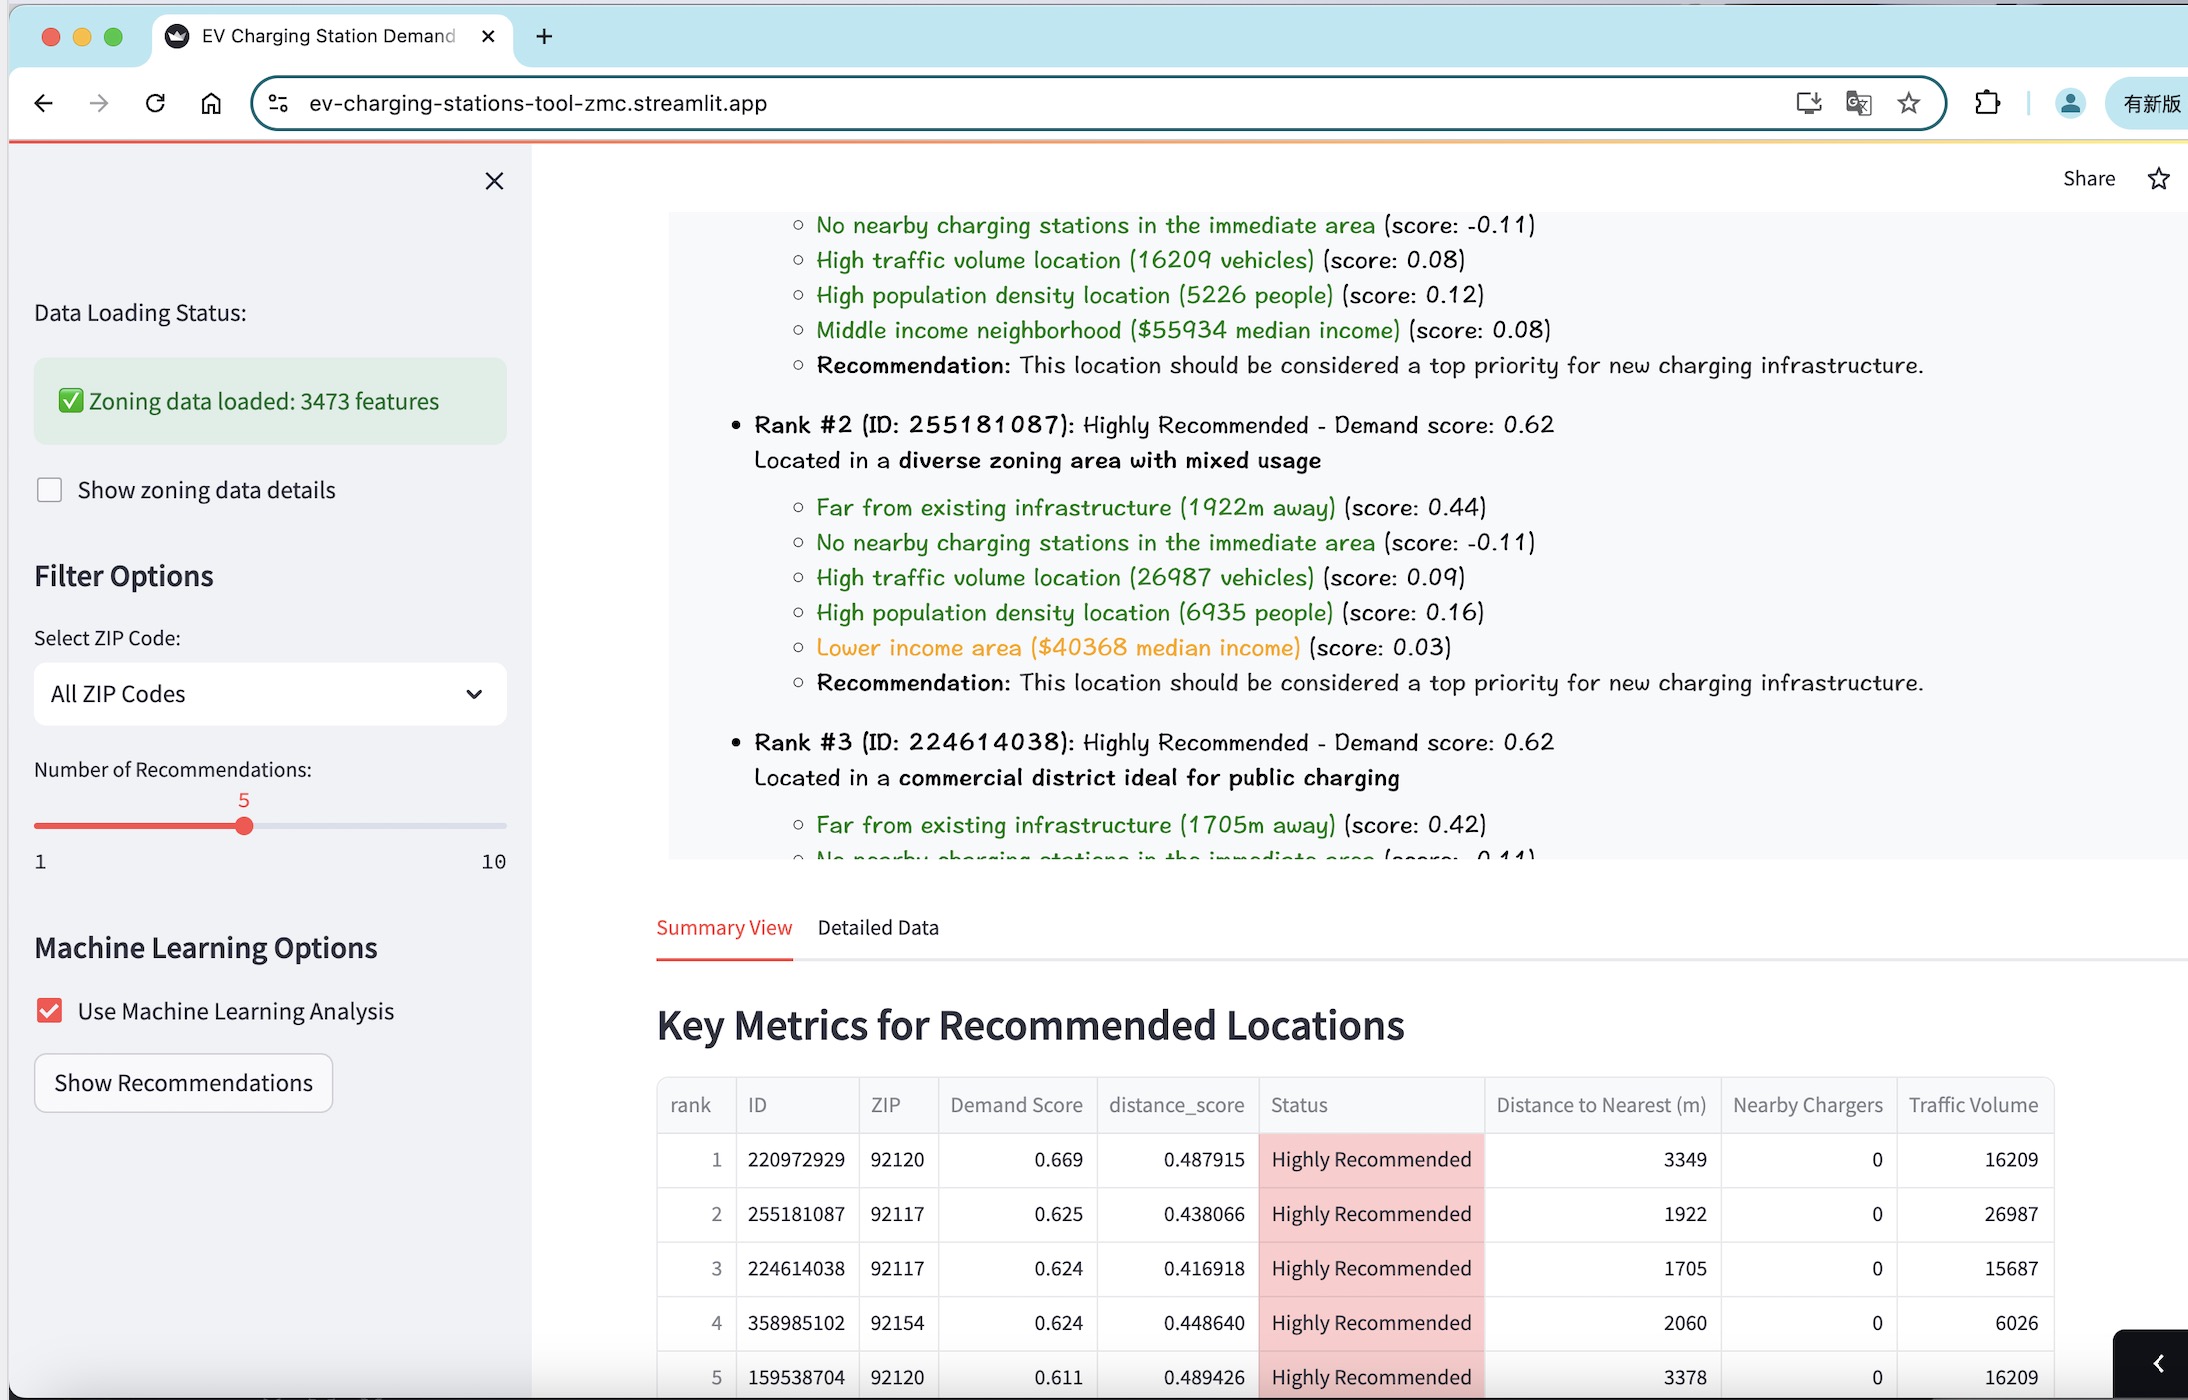 EV Charging Station Demand
ev-charging-stations-tool-zmc.streamlit.app
有新版
Share
Data Loading Status:
✅ Zoning data loaded: 3473 features
Show zoning data details
Filter Options
Select ZIP Code:
All ZIP Codes
Number of Recommendations:
5
1 10
Machine Learning Options
Use Machine Learning Analysis
Show Recommendations
No nearby charging stations in the immediate area (score: -0.11)
High traffic volume location (16209 vehicles) (score: 0.08)
High population density location (5226 people) (score: 0.12)
Middle income neighborhood ($55934 median income) (score: 0.08)
Recommendation: This location should be considered a top priority for new charging infrastructure.
Rank #2 (ID: 255181087): Highly Recommended - Demand score: 0.62
Located in a diverse zoning area with mixed usage
Far from existing infrastructure (1922m away) (score: 0.44)
No nearby charging stations in the immediate area (score: -0.11)
High traffic volume location (26987 vehicles) (score: 0.09)
High population density location (6935 people) (score: 0.16)
Lower income area ($40368 median income) (score: 0.03)
Recommendation: This location should be considered a top priority for new charging infrastructure.
Rank #3 (ID: 224614038): Highly Recommended - Demand score: 0.62
Located in a commercial district ideal for public charging
Far from existing infrastructure (1705m away) (score: 0.42)
No nearby charging stations in the immediate area (score: -0.11)
Summary View Detailed Data
Key Metrics for Recommended Locations
rank ID ZIP Demand Score distance_score Status Distance to Nearest (m) Nearby Chargers Traffic Volume
1 220972929 92120 0.669 0.487915 Highly Recommended 3349 0 16209
2 255181087 92117 0.625 0.438066 Highly Recommended 1922 0 26987
3 224614038 92117 0.624 0.416918 Highly Recommended 1705 0 15687
4 358985102 92154 0.624 0.448640 Highly Recommended 2060 0 6026
5 159538704 92120 0.611 0.489426 Highly Recommended 3378 0 16209